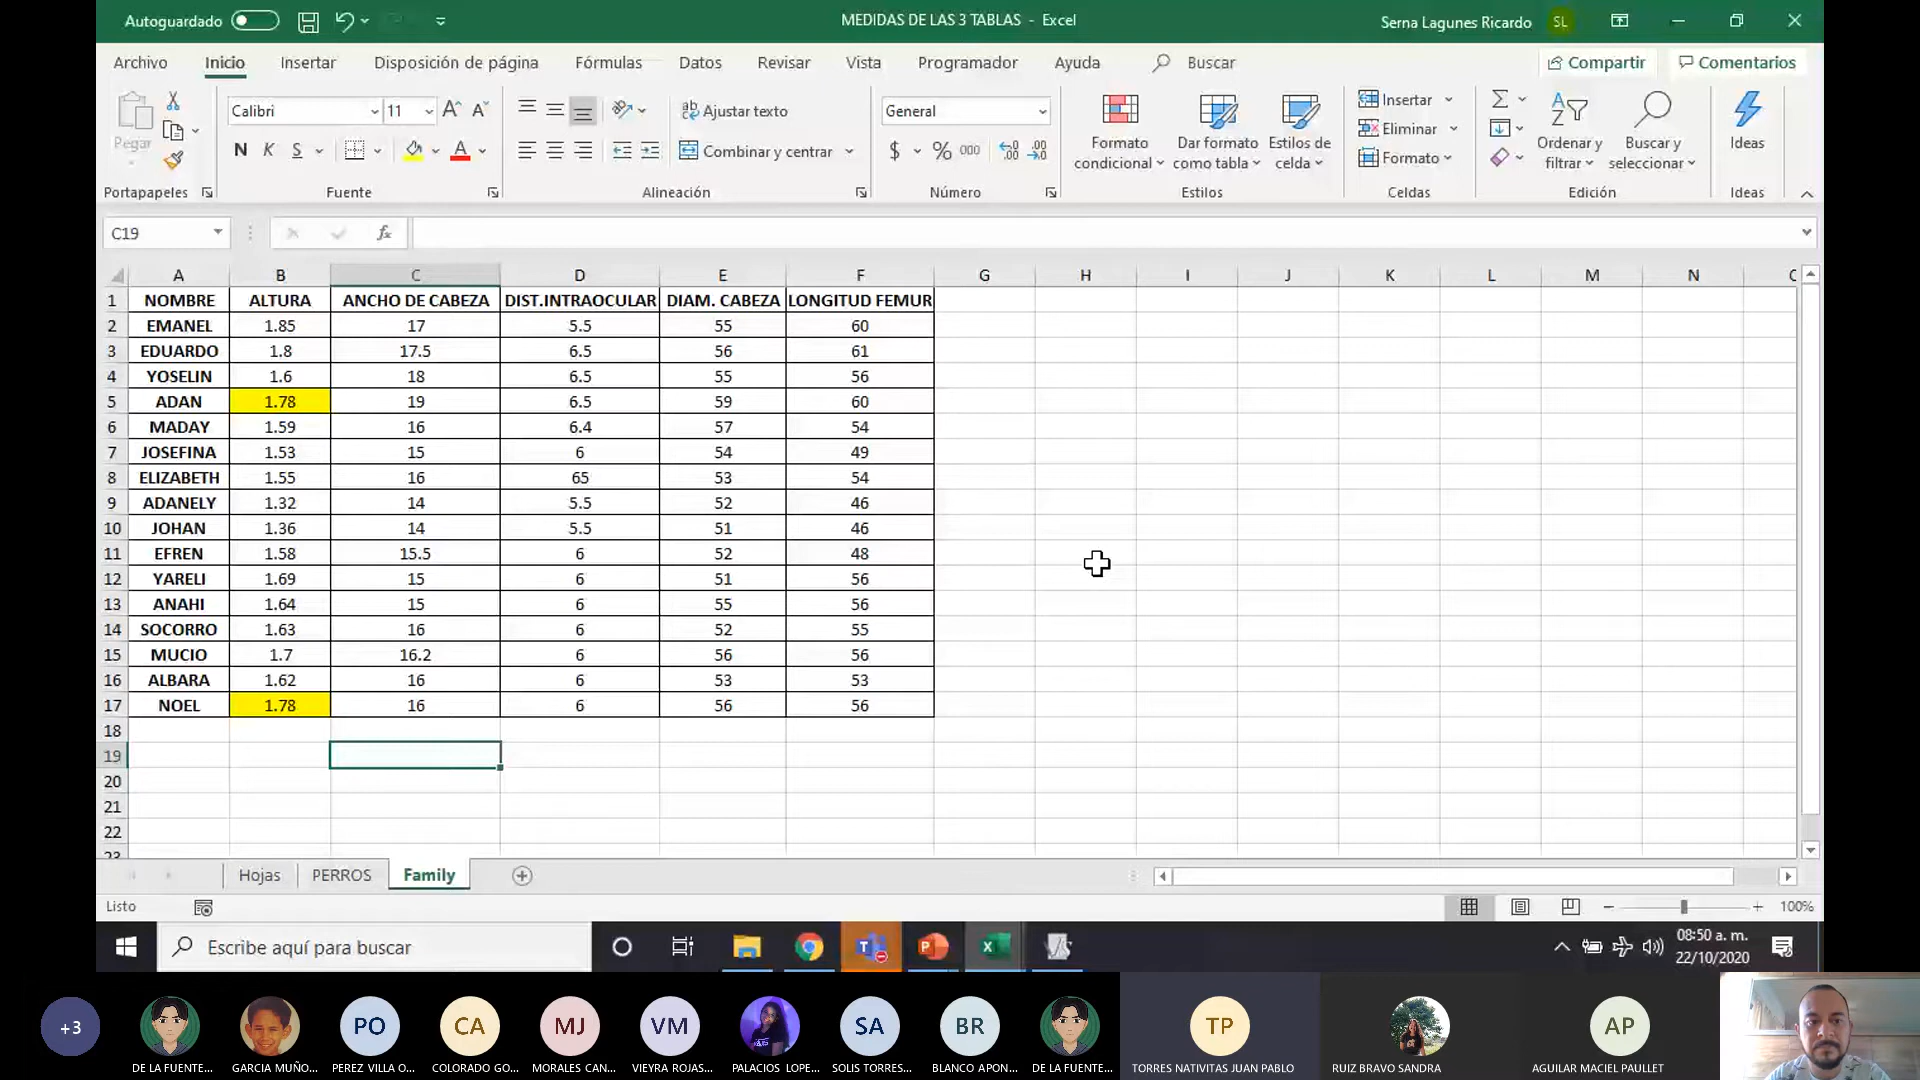 Autoguardado
MEDIDAS DE LAS 3 TABLAS - Excel
Serna Lagunes Ricardo SL
Archivo Inicio Insertar Disposición de página Fórmulas Datos Revisar Vista Programador Ayuda Buscar Compartir Comentarios
Pegar
Portapapeles
Calibri 11
N K S
Fuente
Ajustar texto
Combinar y centrar
Alineación
General
$ % 000
Número
Formato condicional
Dar formato como tabla
Estilos de celda
Estilos
Insertar
Eliminar
Formato
Celdas
Ordenar y filtrar
Buscar y seleccionar
Edición
Ideas
Ideas
C19 fx
A B C D E F G H I J K L M N
1 NOMBRE ALTURA ANCHO DE CABEZA DIST.INTRAOCULAR DIAM. CABEZA LONGITUD FEMUR
2 EMANEL 1.85 17 5.5 55 60
3 EDUARDO 1.8 17.5 6.5 56 61
4 YOSELIN 1.6 18 6.5 55 56
5 ADAN 1.78 19 6.5 59 60
6 MADAY 1.59 16 6.4 57 54
7 JOSEFINA 1.53 15 6 54 49
8 ELIZABETH 1.55 16 65 53 54
9 ADANELY 1.32 14 5.5 52 46
10 JOHAN 1.36 14 5.5 51 46
11 EFREN 1.58 15.5 6 52 48
12 YARELI 1.69 15 6 51 56
13 ANAHI 1.64 15 6 55 56
14 SOCORRO 1.63 16 6 52 55
15 MUCIO 1.7 16.2 6 56 56
16 ALBARA 1.62 16 6 53 53
17 NOEL 1.78 16 6 56 56
18
19
20
21
22
23
Hojas PERROS Family
Listo 100%
Escribe aquí para buscar
08:50 a. m.
22/10/2020
+3 PO CA MJ VM SA BR TP AP
DE LA FUENTE... GARCIA MUÑO... PEREZ VILLA O... COLORADO GO... MORALES CAN... VIEYRA ROJAS... PALACIOS LOPE... SOLIS TORRES... BLANCO APON... DE LA FUENTE... TORRES NATIVITAS JUAN PABLO RUIZ BRAVO SANDRA AGUILAR MACIEL PAULLET